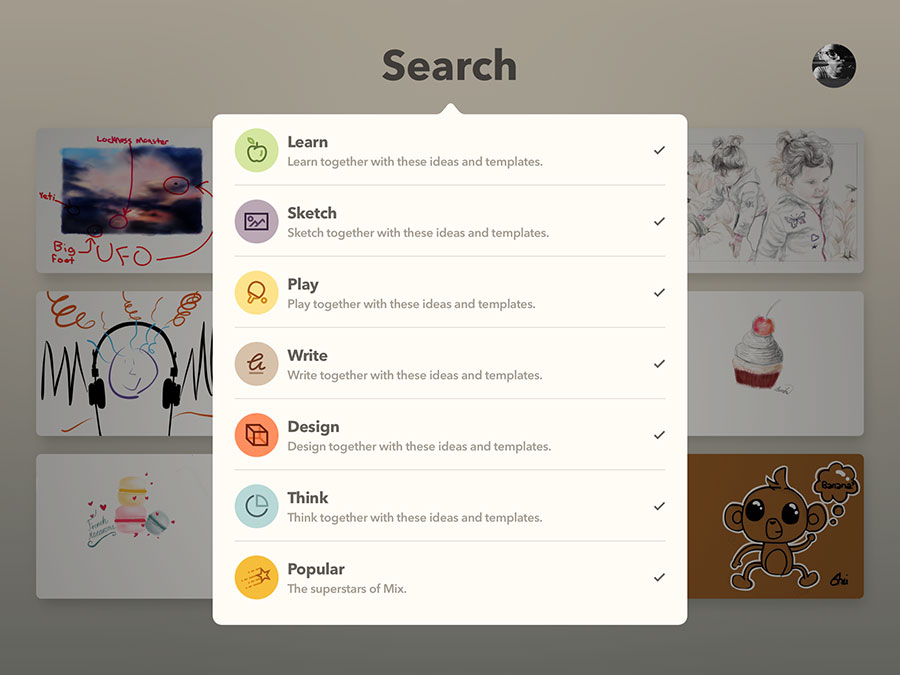 Search
Learn
Learn together with these ideas and templates.
Sketch
Sketch together with these ideas and templates.
Play
Play together with these ideas and templates.
Write
Write together with these ideas and templates.
Design
Design together with these ideas and templates.
Think
Think together with these ideas and templates.
Popular
The superstars of Mix.
Lockness monster
Yeti
Big
Foot
UFO
French
Macarons
Banana!